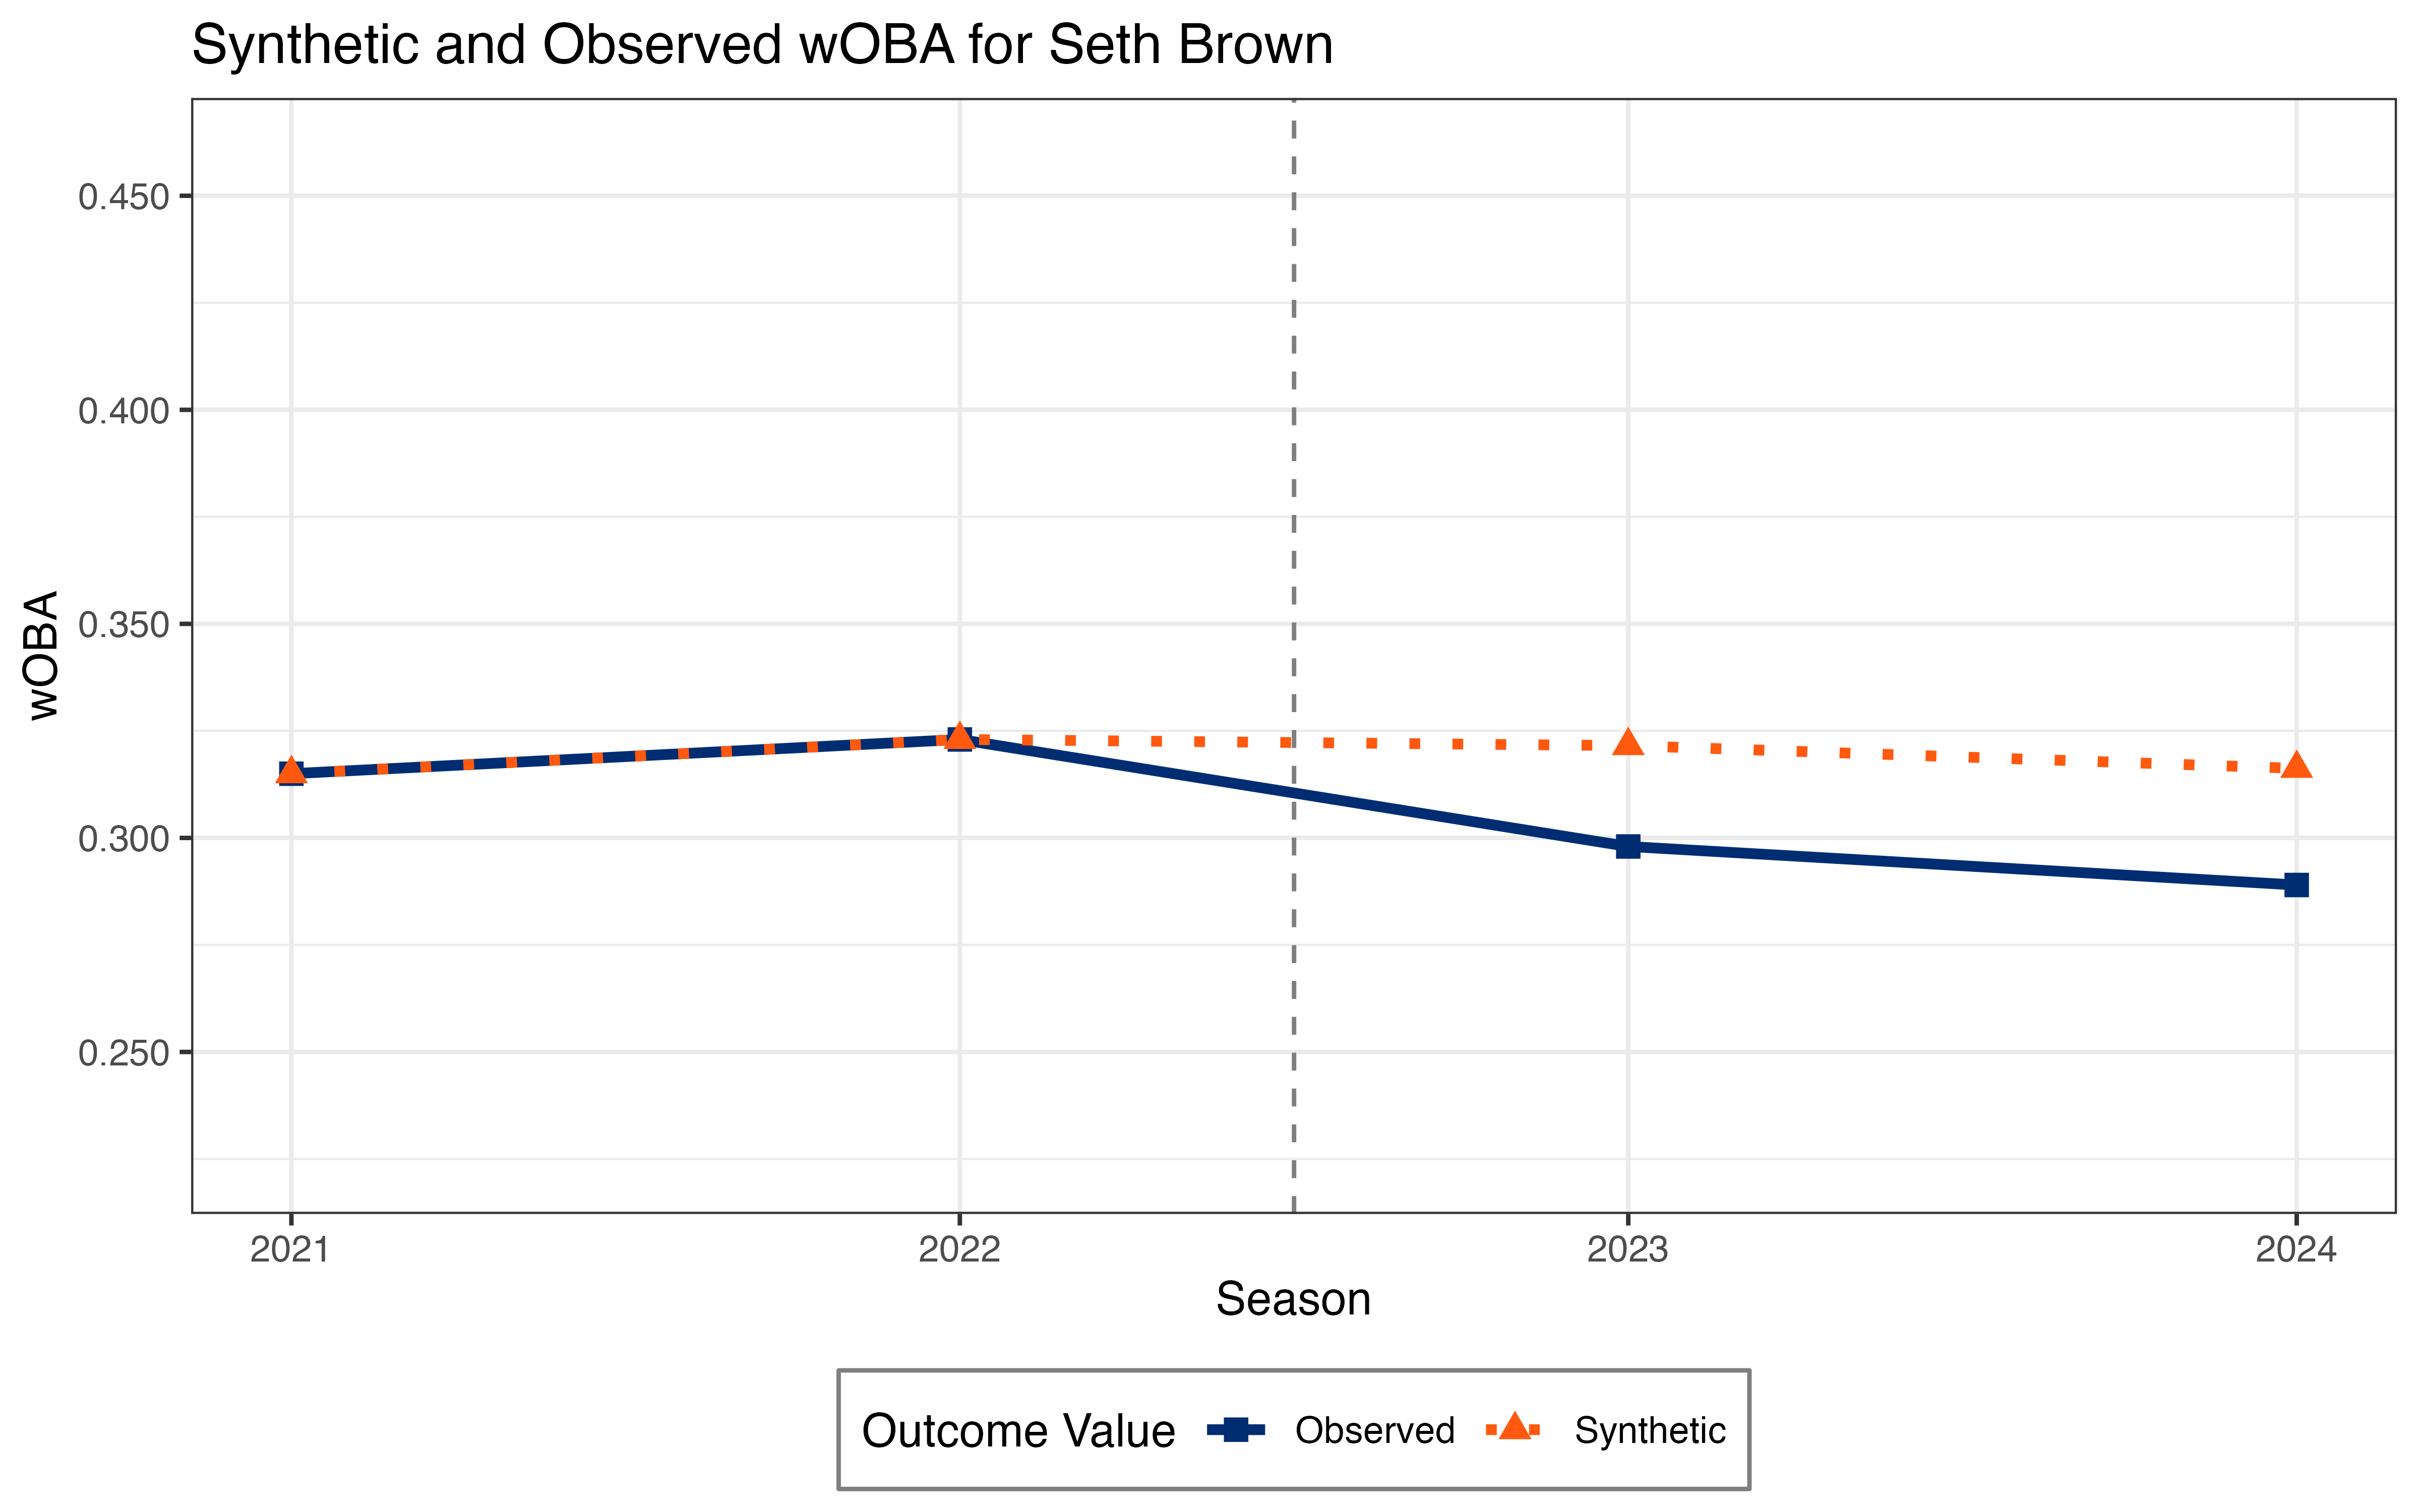 Synthetic and Observed wOBA for Seth Brown
0.450
0.400
0.350
0.300
0.250
wOBA
2021 2022 2023 2024
Season
Outcome Value Observed Synthetic